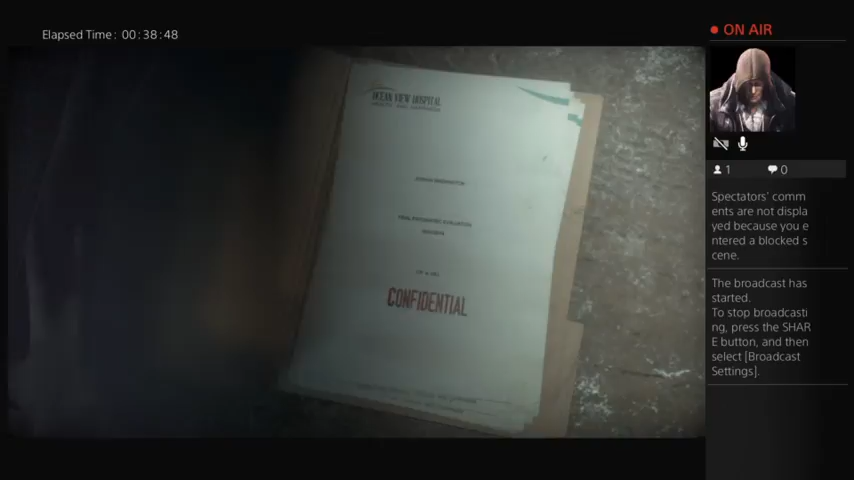 Elapsed Time: 00:38:48
ON AIR
OCEAN VIEW HOSPITAL
CONFIDENTIAL
1
0
Spectators' comm
ents are not displa
yed because you e
ntered a blocked s
cene.
The broadcast has
started.
To stop broadcasti
ng, press the SHAR
E button, and then
select [Broadcast
Settings].